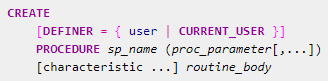 CREATE
[DEFINER = { user | CURRENT_USER }]
PROCEDURE sp_name (proc_parameter[,...])
[characteristic ...] routine_body